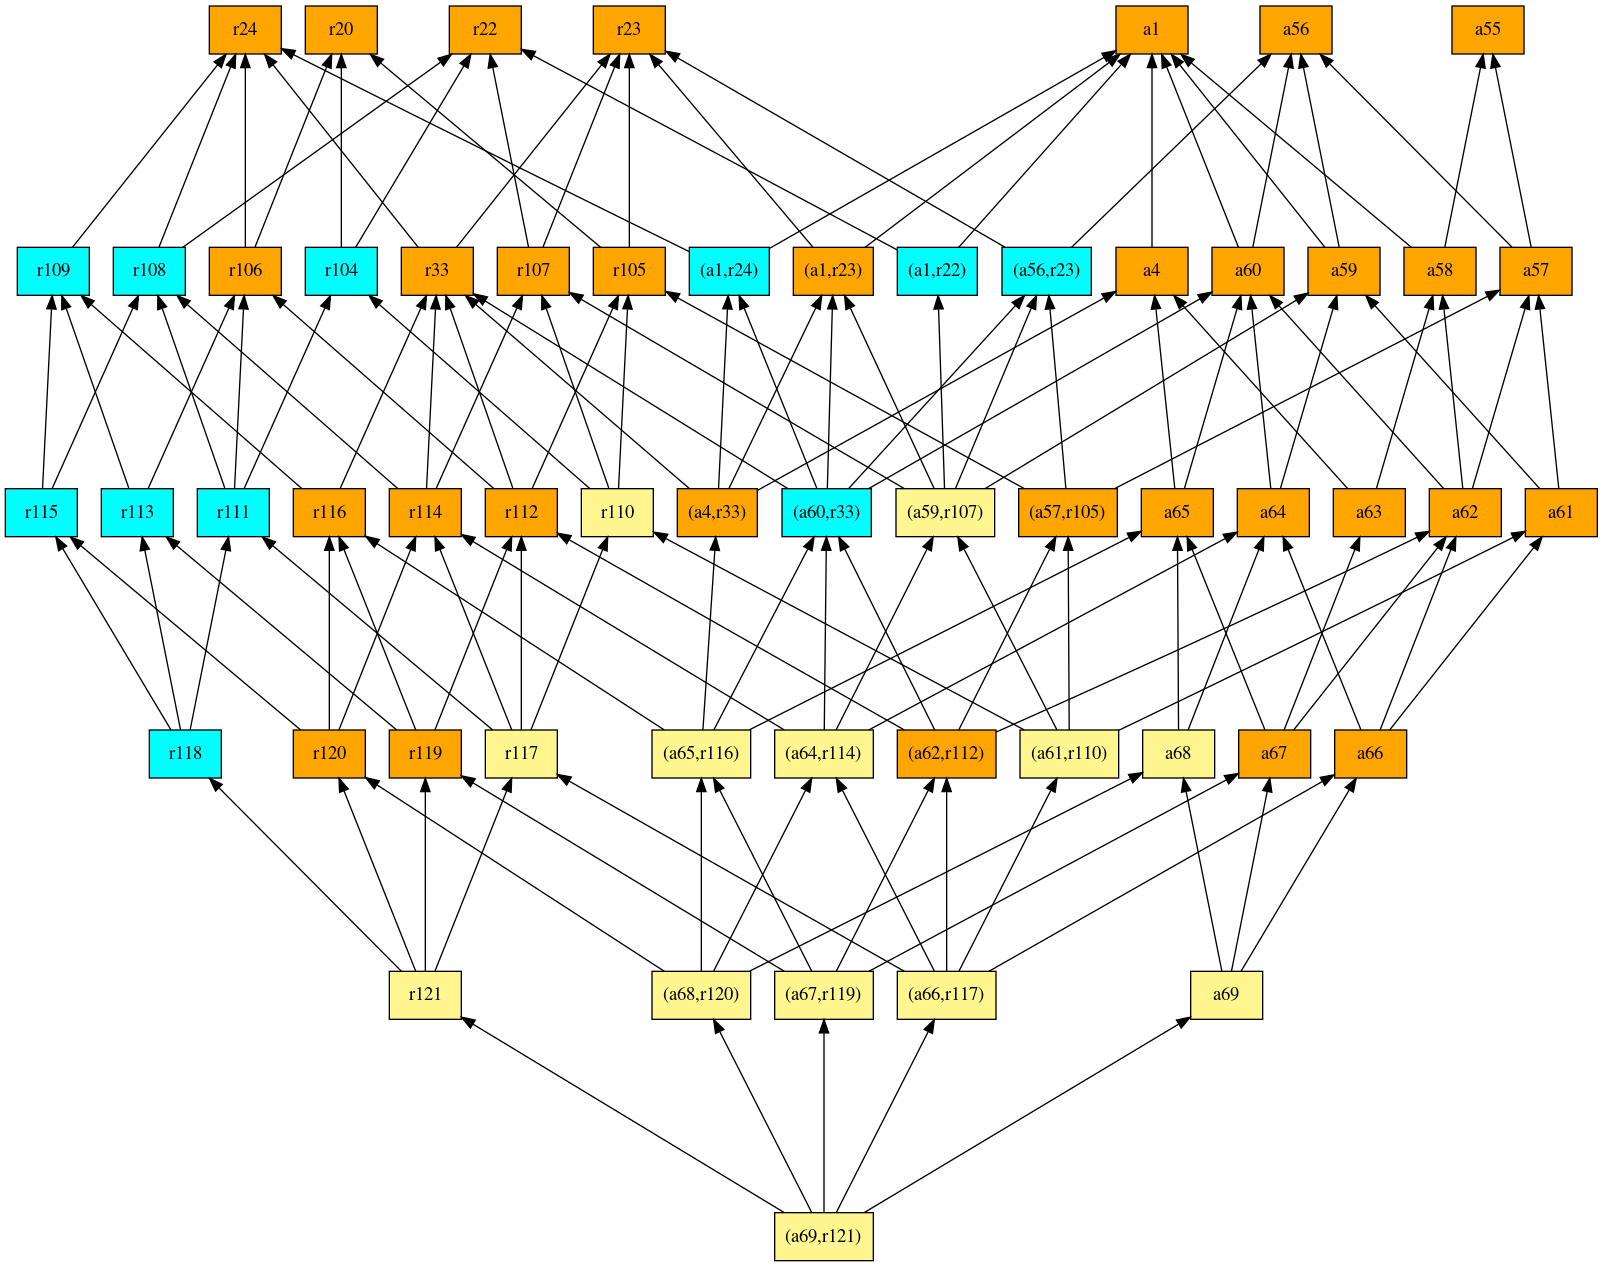 r24 r20 r22 r23 a1 a56 a55
r109 r108 r106 r104 r33 r107 r105 (a1,r24) (a1,r23) (a1,r22) (a56,r23) a4 a60 a59 a58 a57
r115 r113 r111 r116 r114 r112 r110 (a4,r33) (a60,r33) (a59,r107) (a57,r105) a65 a64 a63 a62 a61
r118 r120 r119 r117 (a65,r116) (a64,r114) (a62,r112) (a61,r110) a68 a67 a66
r121 (a68,r120) (a67,r119) (a66,r117) a69
(a69,r121)